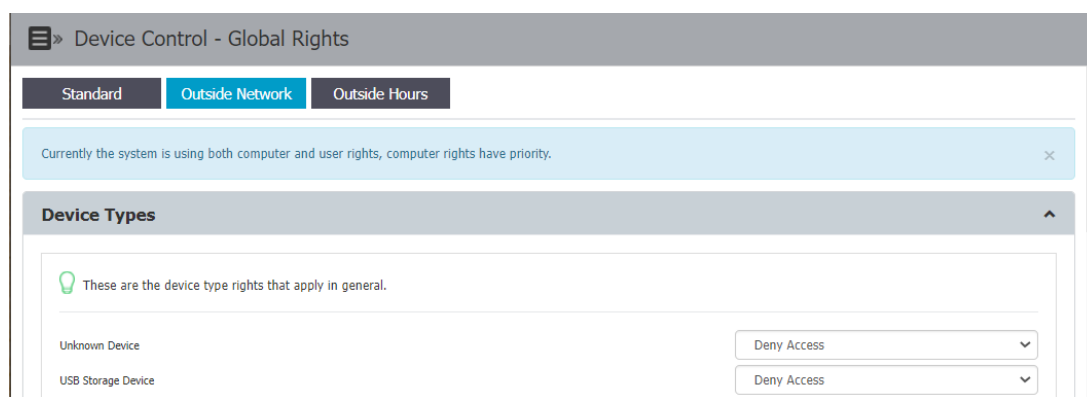 Device Control - Global Rights
Standard Outside Network Outside Hours
Currently the system is using both computer and user rights, computer rights have priority.
Device Types
These are the device type rights that apply in general.
Unknown Device Deny Access
USB Storage Device Deny Access